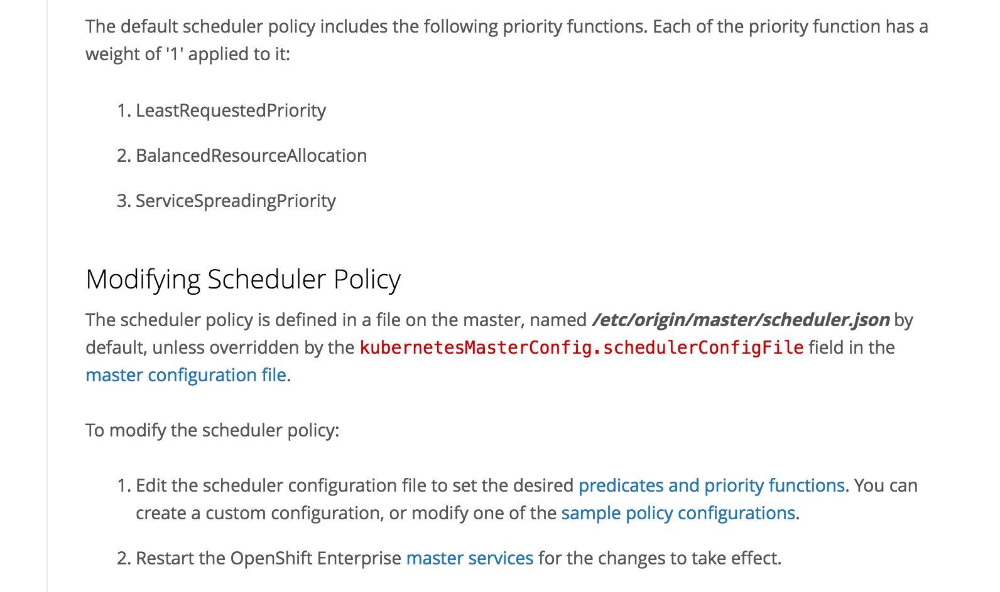 The default scheduler policy includes the following priority functions. Each of the priority function has a
weight of '1' applied to it:
1. LeastRequestedPriority
2. BalancedResourceAllocation
3. ServiceSpreadingPriority
Modifying Scheduler Policy
The scheduler policy is defined in a file on the master, named /etc/origin/master/scheduler.json by
default, unless overridden by the kubernetesMasterConfig.schedulerConfigFile field in the
master configuration file.
To modify the scheduler policy:
1. Edit the scheduler configuration file to set the desired predicates and priority functions. You can
create a custom configuration, or modify one of the sample policy configurations.
2. Restart the OpenShift Enterprise master services for the changes to take effect.